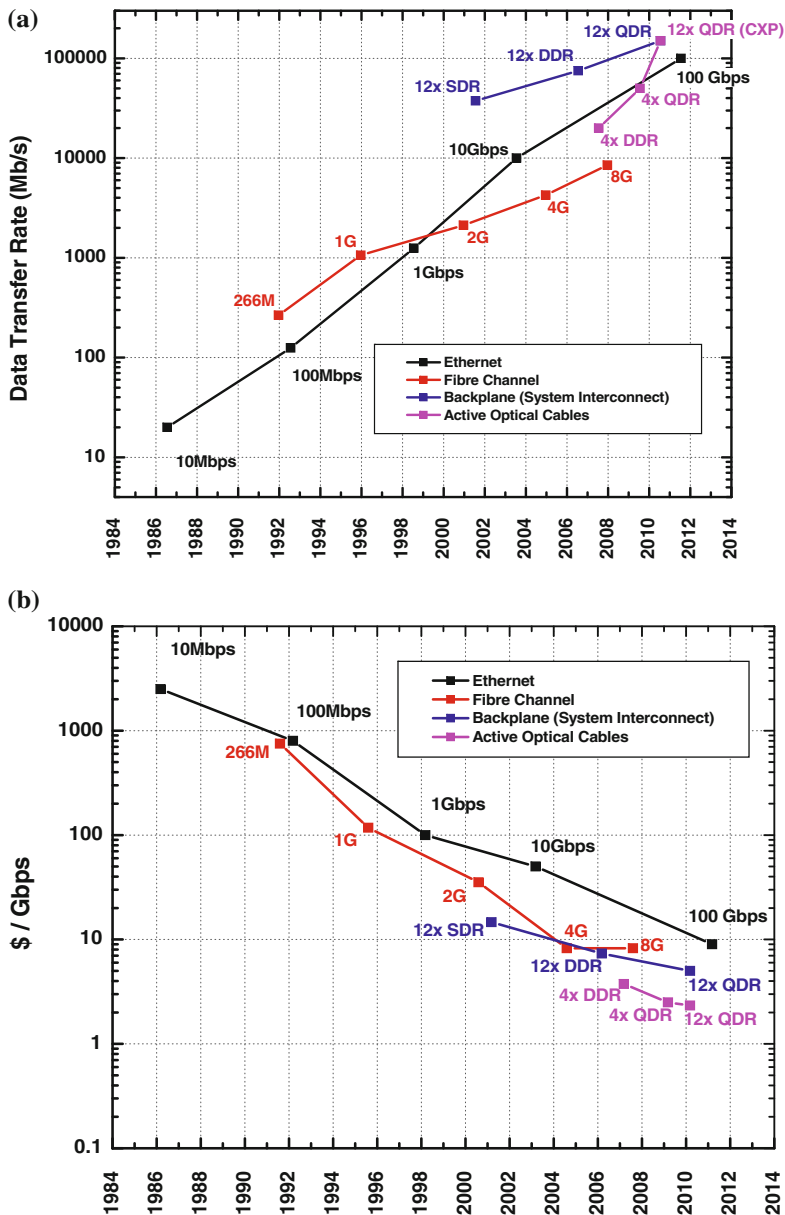 (a)
Data Transfer Rate (Mb/s)
100000
10000
1000
100
10
12x QDR
12x QDR (CXP)
12x DDR
12x SDR
100 Gbps
4x QDR
4x DDR
10Gbps
8G
4G
2G
1G
1Gbps
266M
100Mbps
10Mbps
Ethernet
Fibre Channel
Backplane (System Interconnect)
Active Optical Cables
1984
1986
1988
1990
1992
1994
1996
1998
2000
2002
2004
2006
2008
2010
2012
2014
(b)
$ / Gbps
10000
1000
100
10
1
0.1
10Mbps
100Mbps
266M
1Gbps
1G
10Gbps
2G
100 Gbps
12x SDR
4G
8G
12x DDR
12x QDR
4x DDR
4x QDR
12x QDR
Ethernet
Fibre Channel
Backplane (System Interconnect)
Active Optical Cables
1984
1986
1988
1990
1992
1994
1996
1998
2000
2002
2004
2006
2008
2010
2012
2014